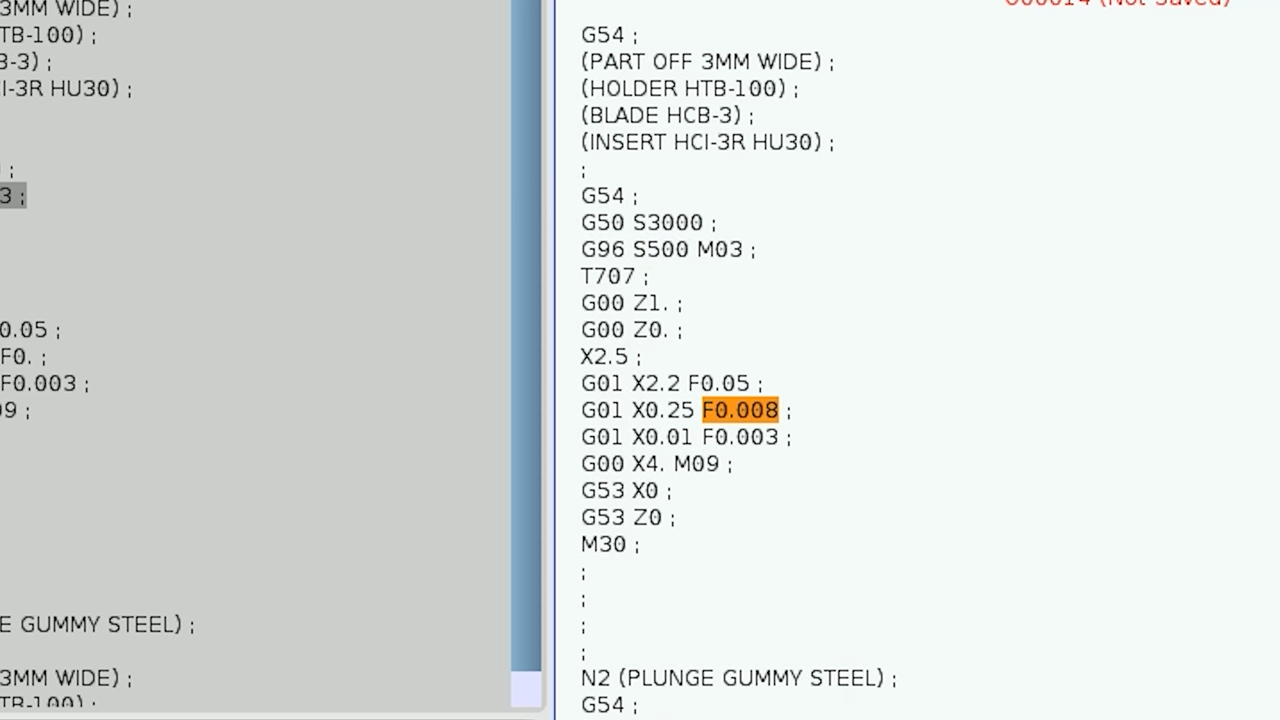 3MM WIDE) ;
TB-100) ;
B-3) ;
I-3R HU30) ;
;
3 ;
0.05 ;
F0. ;
F0.003 ;
09 ;
E GUMMY STEEL) ;
3MM WIDE) ;
TB-100) ;
O00014 (Not Saved)
G54 ;
(PART OFF 3MM WIDE) ;
(HOLDER HTB-100) ;
(BLADE HCB-3) ;
(INSERT HCI-3R HU30) ;
;
G54 ;
G50 S3000 ;
G96 S500 M03 ;
T707 ;
G00 Z1. ;
G00 Z0. ;
X2.5 ;
G01 X2.2 F0.05 ;
G01 X0.25 F0.008 ;
G01 X0.01 F0.003 ;
G00 X4. M09 ;
G53 X0 ;
G53 Z0 ;
M30 ;
;
;
;
;
N2 (PLUNGE GUMMY STEEL) ;
G54 ;